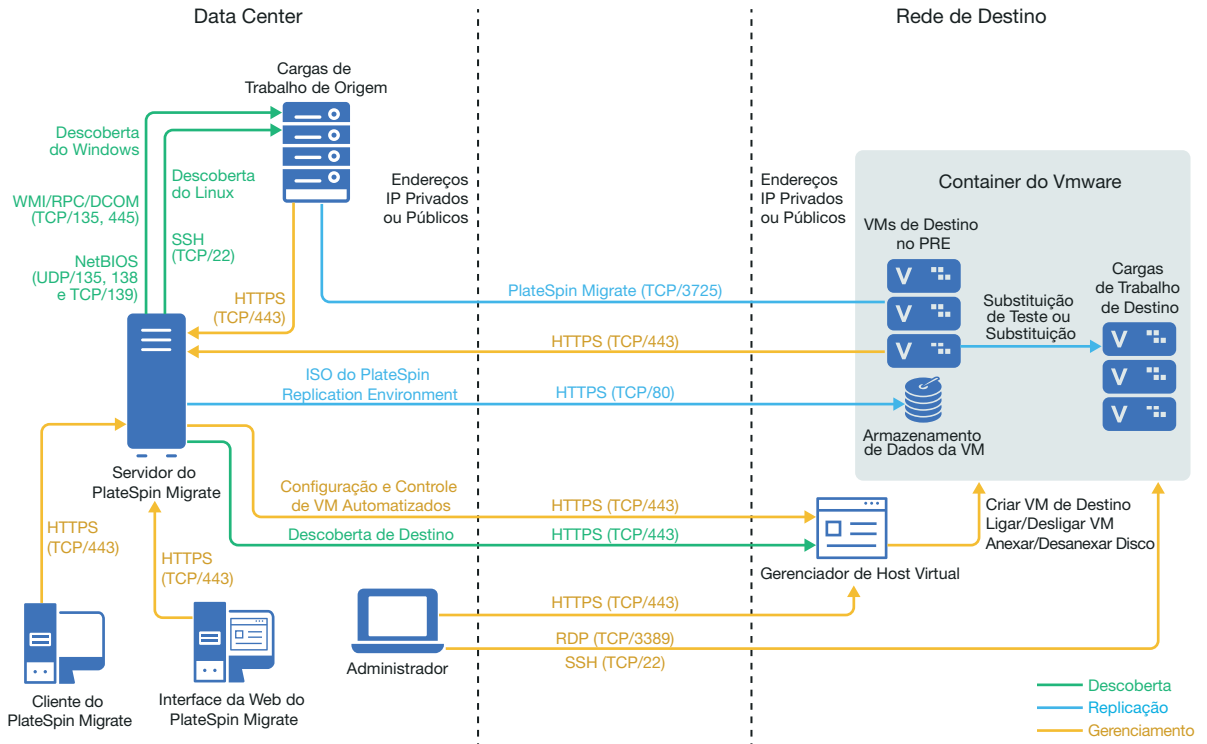 Data Center
Rede de Destino
Cargas de
Trabalho de Origem
Descoberta
do Windows
Descoberta
do Linux
WMI/RPC/DCOM
(TCP/135, 445)
SSH
(TCP/22)
NetBIOS
(UDP/135, 138
e TCP/139)
HTTPS
(TCP/443)
Endereços
IP Privados
ou Públicos
Endereços
IP Privados
ou Públicos
Container do Vmware
VMs de Destino
no PRE
Cargas
de Trabalho
de Destino
Substituição
de Teste ou
Substituição
PlateSpin Migrate (TCP/3725)
HTTPS (TCP/443)
ISO do PlateSpin
Replication Environment
HTTPS (TCP/80)
Armazenamento
de Dados da VM
Servidor do
PlateSpin Migrate
Configuração e Controle
de VM Automatizados
HTTPS (TCP/443)
Descoberta de Destino
HTTPS (TCP/443)
Criar VM de Destino
Ligar/Desligar VM
Anexar/Desanexar Disco
Gerenciador de Host Virtual
HTTPS
(TCP/443)
HTTPS
(TCP/443)
HTTPS (TCP/443)
RDP (TCP/3389)
SSH (TCP/22)
Administrador
Cliente do
PlateSpin Migrate
Interface da Web do
PlateSpin Migrate
Descoberta
Replicação
Gerenciamento
V
V
V
V
V
V